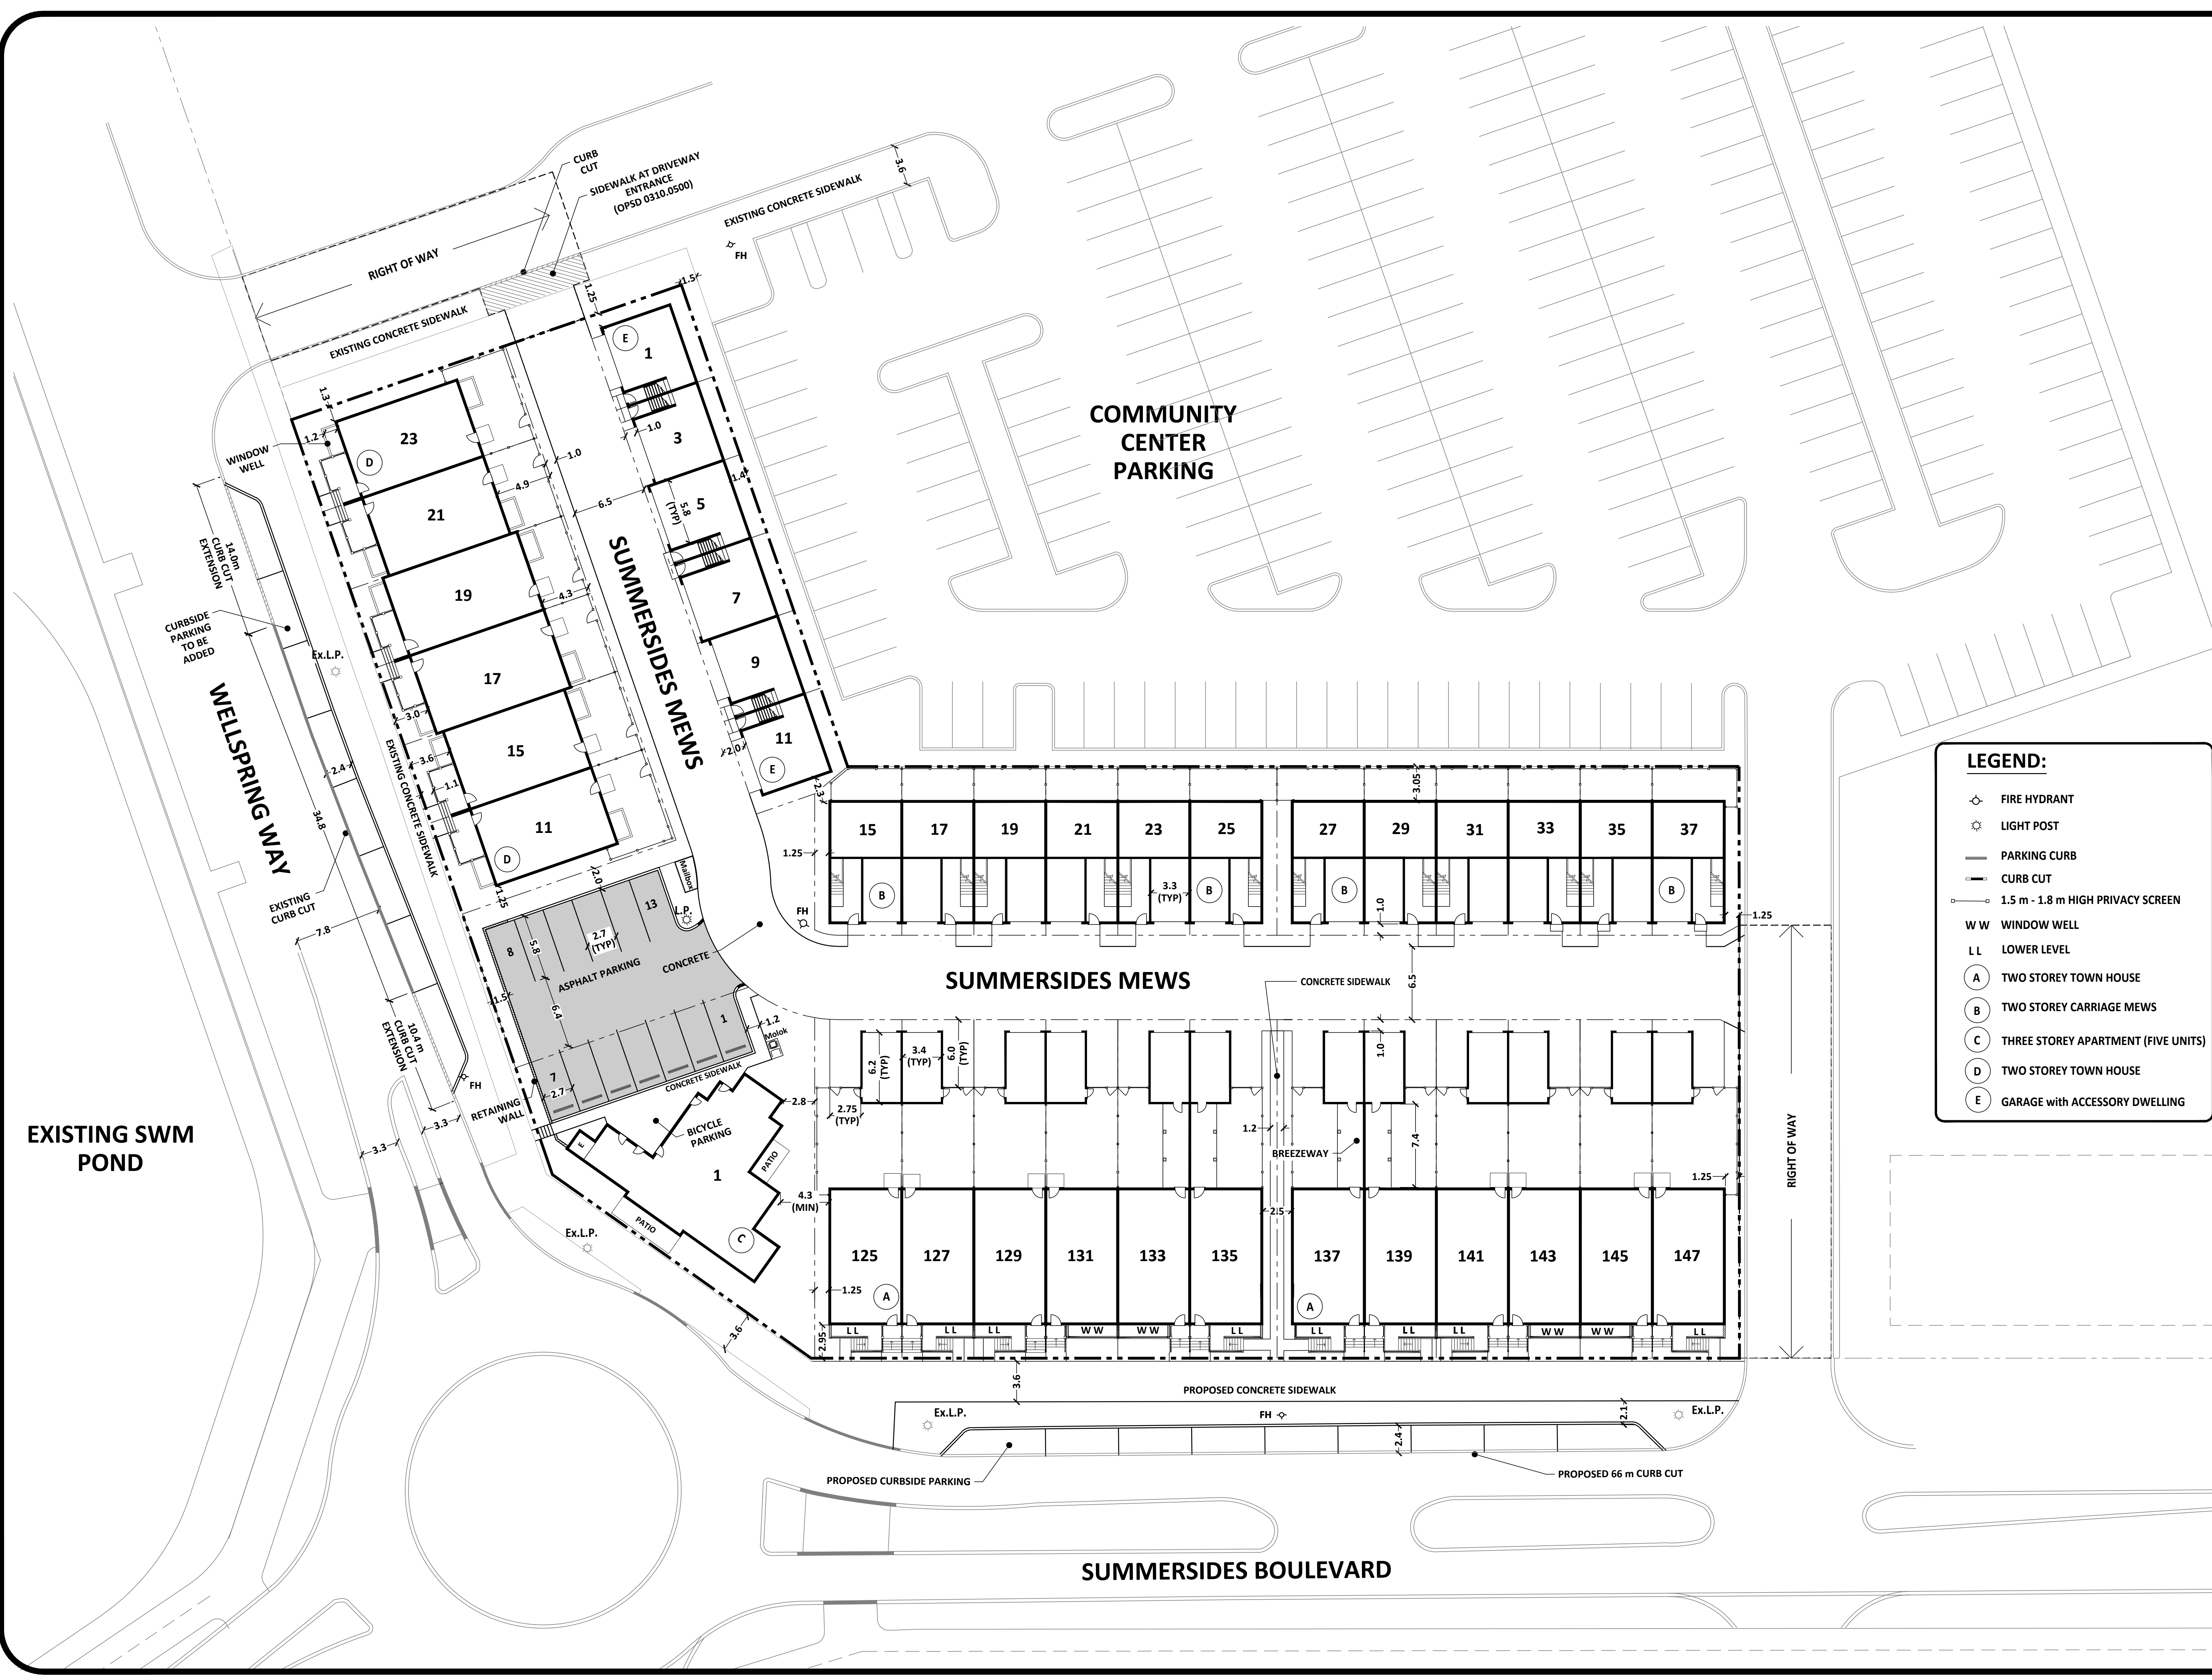 CURB
CUT
SIDEWALK AT DRIVEWAY
ENTRANCE
(OPSD 0310.0500)
EXISTING CONCRETE SIDEWALK
3.6
FH
RIGHT OF WAY
EXISTING CONCRETE SIDEWALK
1.25
1.5
E
1
3
1.0
5
1.4
5.8
(TYP)
7
9
11
2.0
E
2.3
1.3
1.2
WINDOW
WELL
23
D
21
19
17
15
11
D
1.0
4.9
6.5
4.3
3.0
3.6
1.1
SUMMERSIDES MEWS
COMMUNITY
CENTER
PARKING
14.0m
CURB CUT
EXTENSION
CURBSIDE
PARKING
TO BE
ADDED
Ex.L.P.
WELLSPRING WAY
EXISTING CONCRETE SIDEWALK
2.4
34.8
EXISTING
CURB CUT
7.8
10.4 m
CURB CUT
EXTENSION
FH
3.3
3.3
1.25
2.0
Mailbox
L.P.
13
8
5.8
2.7
(TYP)
ASPHALT PARKING
CONCRETE
1.5
6.4
1
1.2
Molok
7
2.7
CONCRETE SIDEWALK
RETAINING
WALL
BICYCLE
PARKING
E
1
PATIO
PATIO
C
Ex.L.P.
3.6
EXISTING SWM
POND
3.05
15
17
19
21
23
25
27
29
31
33
35
37
1.25
B
3.3
(TYP)
B
B
B
1.0
1.25
FH
SUMMERSIDES MEWS
CONCRETE SIDEWALK
6.5
6.2
(TYP)
3.4
(TYP)
6.0
(TYP)
1.0
2.8
2.75
(TYP)
1.2
BREEZEWAY
7.4
1.25
4.3
(MIN)
2.5
125
127
129
131
133
135
137
139
141
143
145
147
1.25
A
A
2.95
L L
L L
L L
W W
W W
L L
L L
L L
L L
W W
W W
L L
RIGHT OF WAY
3.6
PROPOSED CONCRETE SIDEWALK
Ex.L.P.
FH
2.4
2.1
Ex.L.P.
PROPOSED CURBSIDE PARKING
PROPOSED 66 m CURB CUT
SUMMERSIDES BOULEVARD
LEGEND:
FIRE HYDRANT
LIGHT POST
PARKING CURB
CURB CUT
1.5 m - 1.8 m HIGH PRIVACY SCREEN
W W WINDOW WELL
L L LOWER LEVEL
A TWO STOREY TOWN HOUSE
B TWO STOREY CARRIAGE MEWS
C THREE STOREY APARTMENT (FIVE UNITS)
D TWO STOREY TOWN HOUSE
E GARAGE with ACCESSORY DWELLING